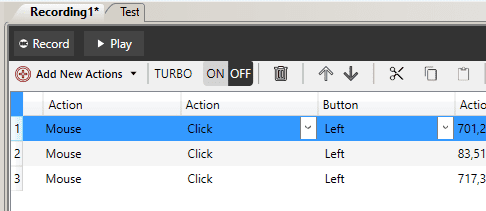 Recording1* Test
Record Play
Add New Actions TURBO ON OFF
Action Action Button Actio
1 Mouse Click Left 701,2
2 Mouse Click Left 83,51
3 Mouse Click Left 717,3